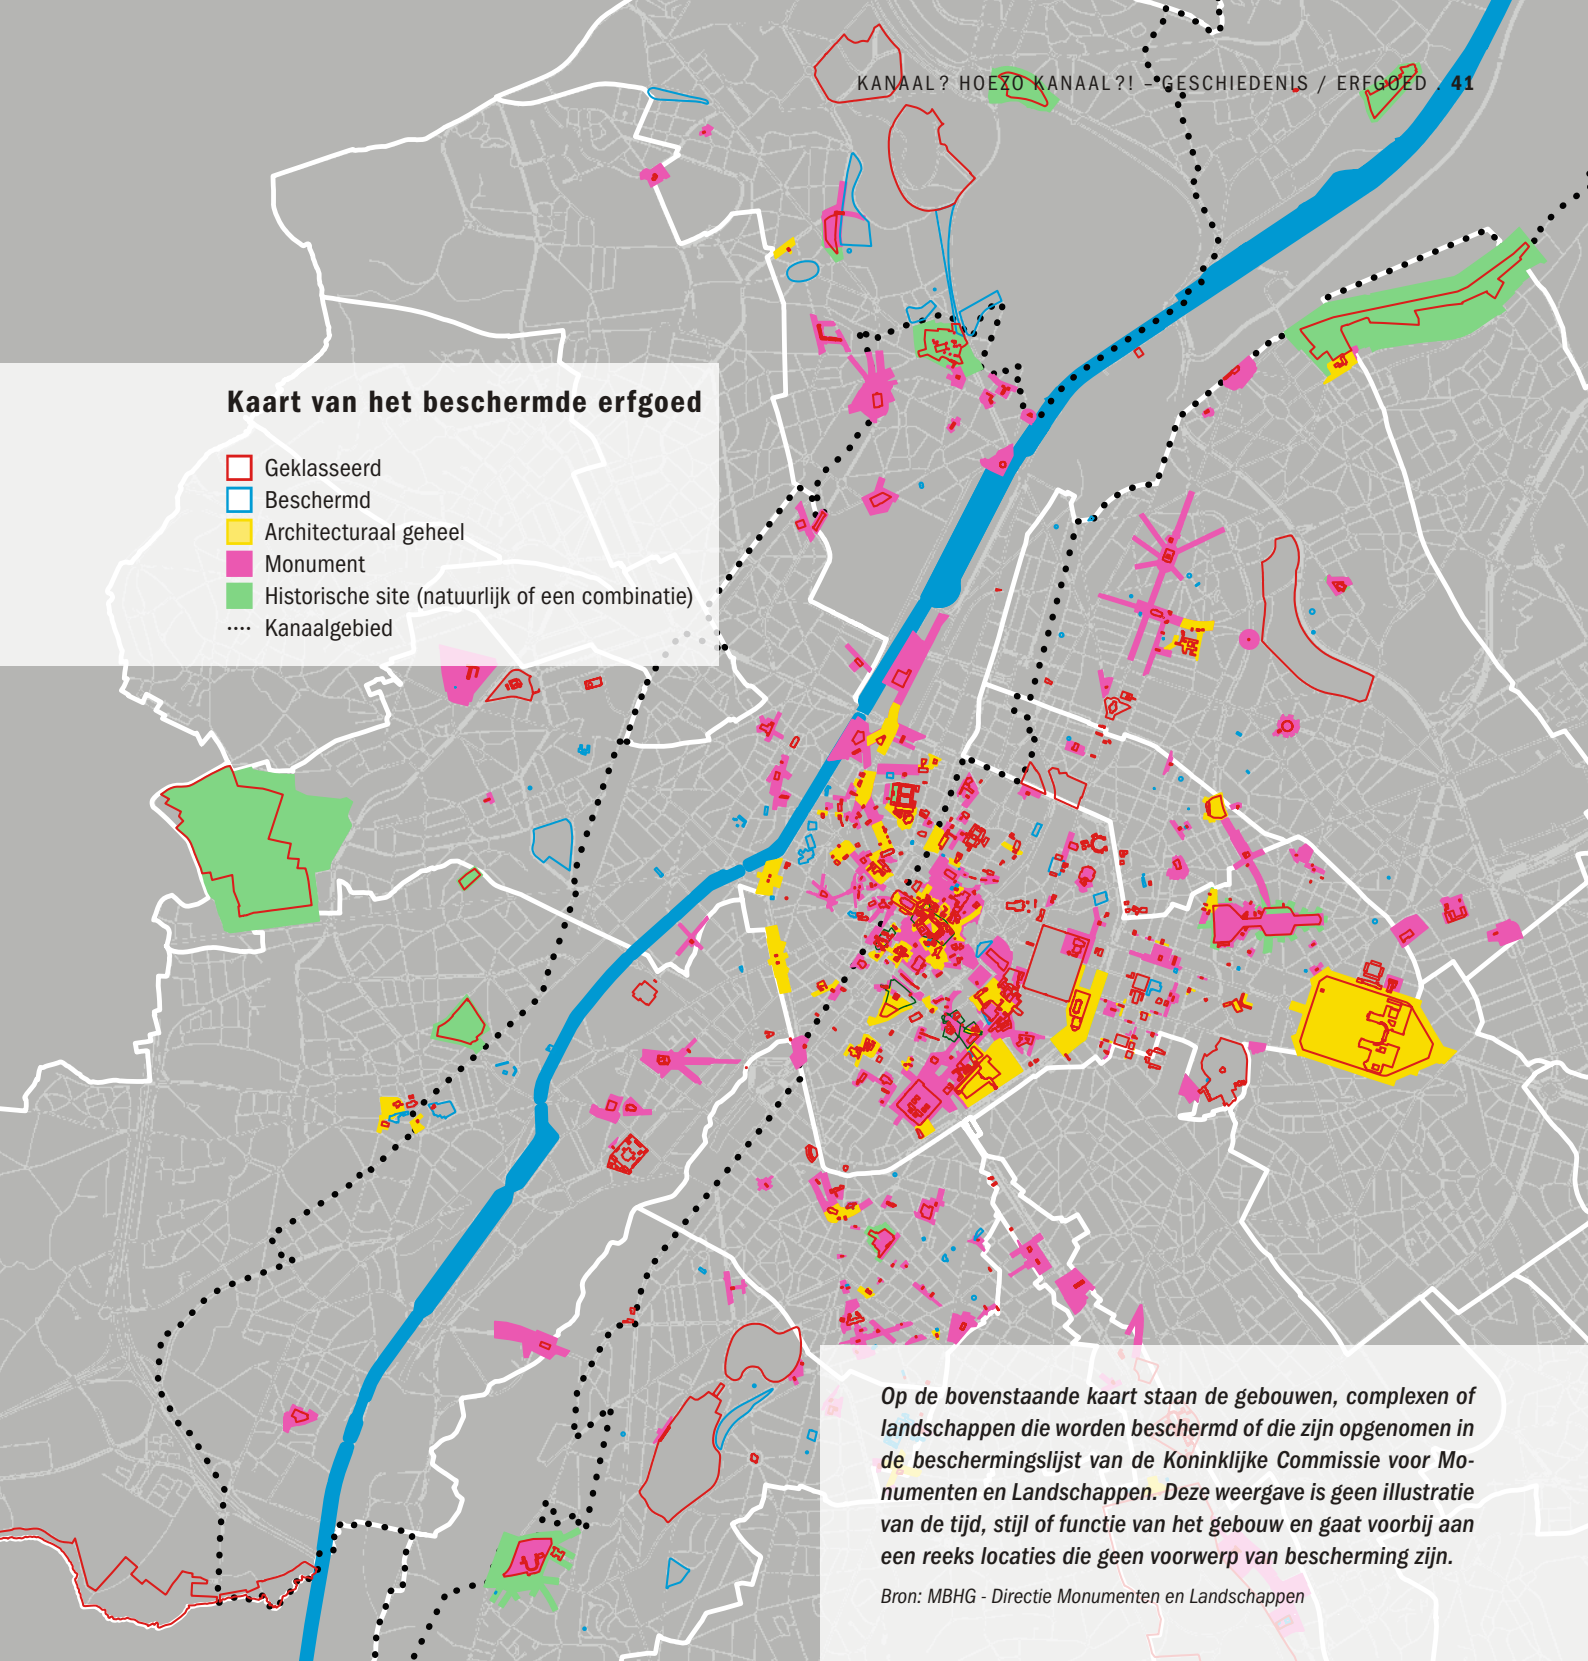 KANAAL? HOEZO KANAAL?! – GESCHIEDENIS / ERFGOED . 41
Kaart van het beschermde erfgoed
Geklasseerd
Beschermd
Architecturaal geheel
Monument
Historische site (natuurlijk of een combinatie)
Kanaalgebied
Op de bovenstaande kaart staan de gebouwen, complexen of
landschappen die worden beschermd of die zijn opgenomen in
de beschermingslijst van de Koninklijke Commissie voor Mo-
numenten en Landschappen. Deze weergave is geen illustratie
van de tijd, stijl of functie van het gebouw en gaat voorbij aan
een reeks locaties die geen voorwerp van bescherming zijn.
Bron: MBHG - Directie Monumenten en Landschappen